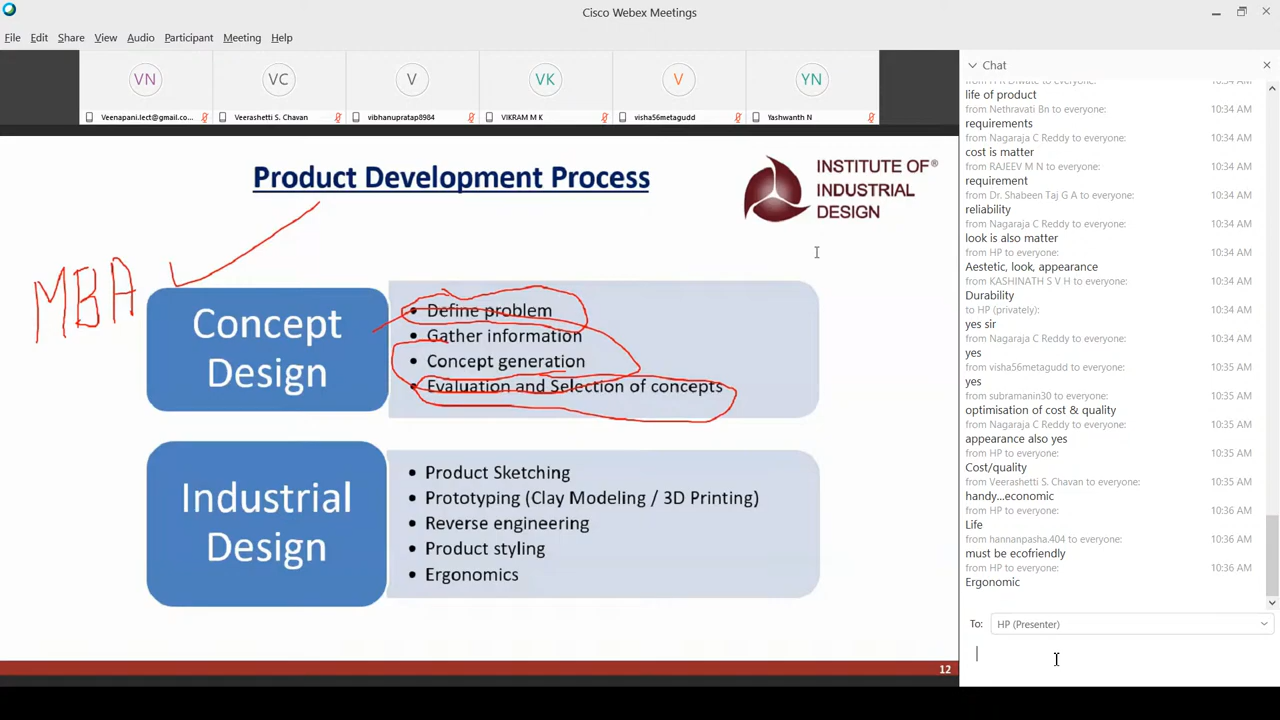 Cisco Webex Meetings
File Edit Share View Audio Participant Meeting Help
VN VC V VK V YN
Veenapani.lect@gmail.co... Veerashetti S. Chavan vibhanupratap8984 VIKRAM M K visha56metagudd Yashwanth N
Product Development Process
INSTITUTE OF®
INDUSTRIAL
DESIGN
MBA
Concept
Design
• Define problem
• Gather information
• Concept generation
• Evaluation and Selection of concepts
Industrial
Design
• Product Sketching
• Prototyping (Clay Modeling / 3D Printing)
• Reverse engineering
• Product styling
• Ergonomics
12
Chat
10:34 AM
life of product
from Nethravati Bn to everyone: 10:34 AM
requirements
from Nagaraja C Reddy to everyone: 10:34 AM
cost is matter
from RAJEEV M N to everyone: 10:34 AM
requirement
from Dr. Shabeen Taj G A to everyone: 10:34 AM
reliability
from Nagaraja C Reddy to everyone: 10:34 AM
look is also matter
from HP to everyone: 10:34 AM
Aestetic, look, appearance
from KASHINATH S V H to everyone: 10:34 AM
Durability
to HP (privately): 10:34 AM
yes sir
from Nagaraja C Reddy to everyone: 10:34 AM
yes
from visha56metagudd to everyone: 10:34 AM
yes
from subramanin30 to everyone: 10:35 AM
optimisation of cost & quality
from Nagaraja C Reddy to everyone: 10:35 AM
appearance also yes
from HP to everyone: 10:35 AM
Cost/quality
from Veerashetti S. Chavan to everyone: 10:35 AM
handy...economic
from HP to everyone: 10:36 AM
Life
from hannanpasha.404 to everyone: 10:36 AM
must be ecofriendly
from HP to everyone: 10:36 AM
Ergonomic
To: HP (Presenter)